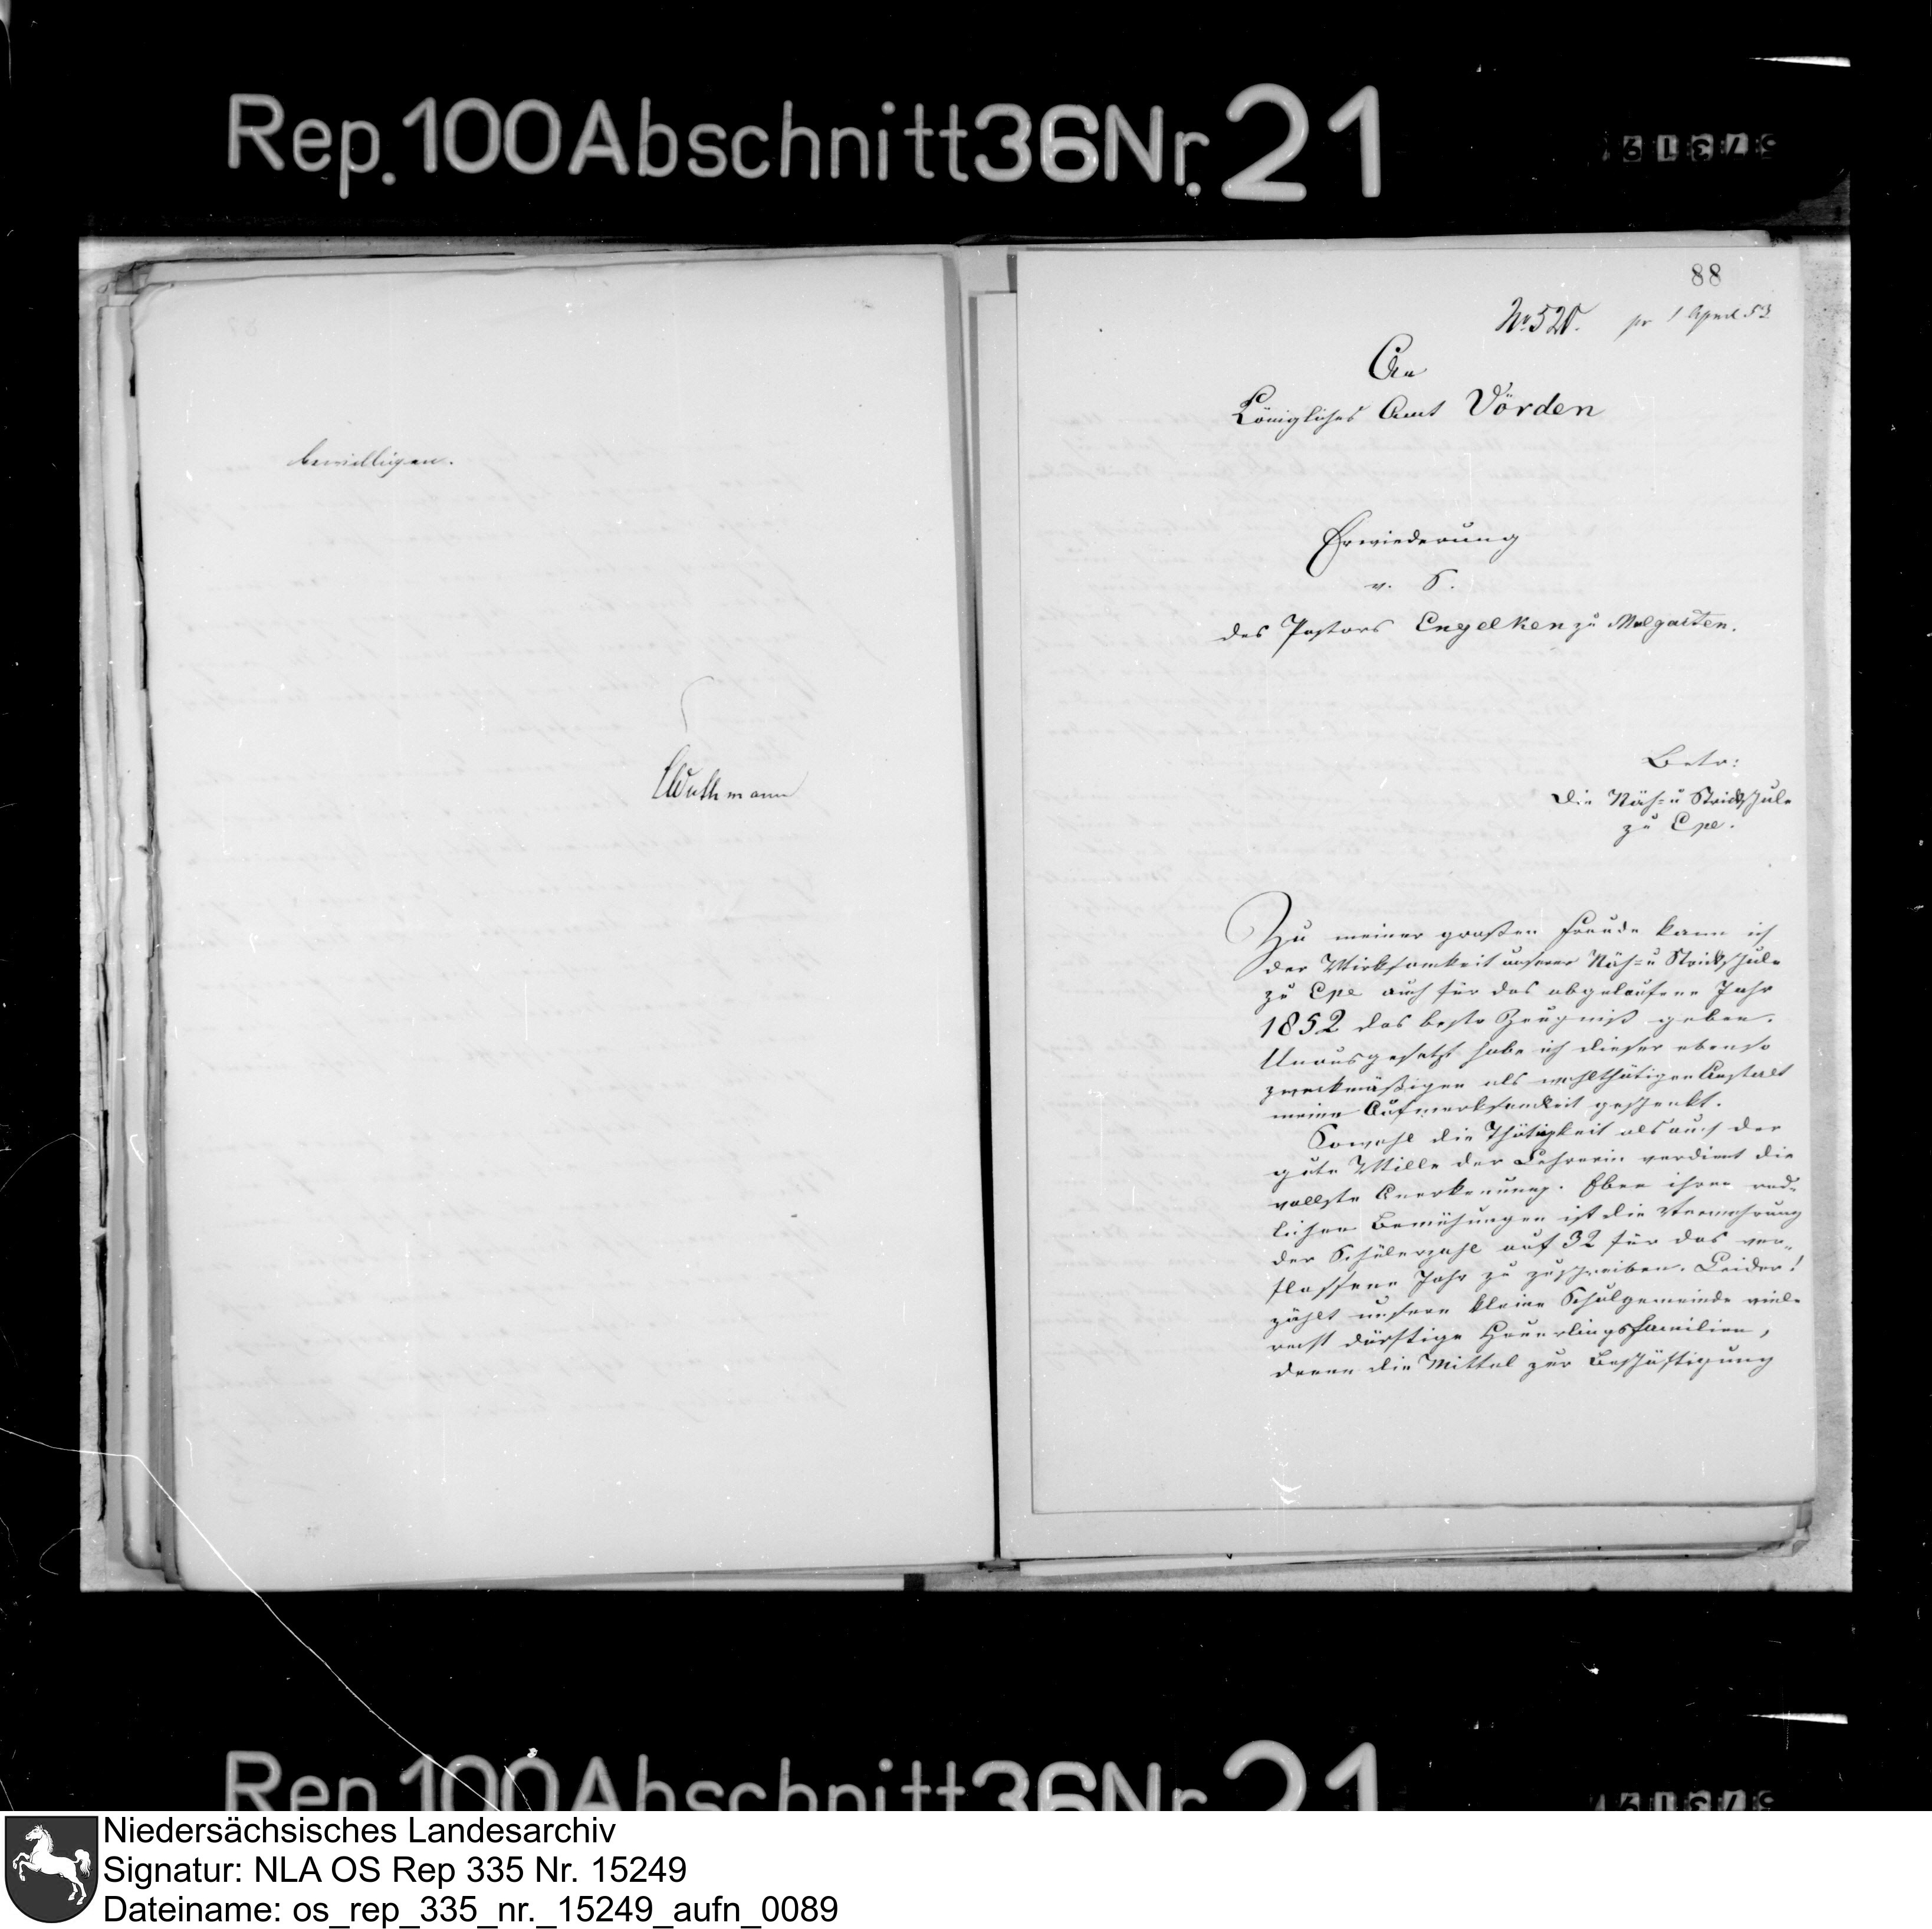 Rep. 100 Abschnitt 36 Nr. 21
bewilligen.
Wuthmann
88
No 520. pr 1 April 53
An
Königliches Amt Vörden
Erwiederung
v. S.
des Pastors Engelken zu Malgarten.
Betr:
die Näh= u Strickschule
zu Epe.
Zu meiner großen Freude kann ich
der Wirksamkeit unserer Näh= u Strickschule
zu Epe auch für das abgelaufene Jahr
1852 das beste Zeugniß geben.
Unausgesetzt habe ich dieser ebenso
zweckmäßigen als wohlthätigen Anstalt
meine Aufmerksamkeit geschenkt.
Sowohl die Thätigkeit als auch der
gute Wille der Lehrerin verdient die
vollste Anerkennung. Eben ihren red=
lichen Bemühungen ist die Vermehrung
der Schülerzahl auf 32 für das ver=
flossene Jahr zu zuschreiben. Leider!
zählt unsere kleine Schulgemeinde viele
recht dürftige Heuerlingsfamilien,
denen die Mittel zur Beschäftigung
Rep. 100 Abschnitt 36 Nr. 21
Niedersächsisches Landesarchiv
Signatur: NLA OS Rep 335 Nr. 15249
Dateiname: os_rep_335_nr._15249_aufn_0089